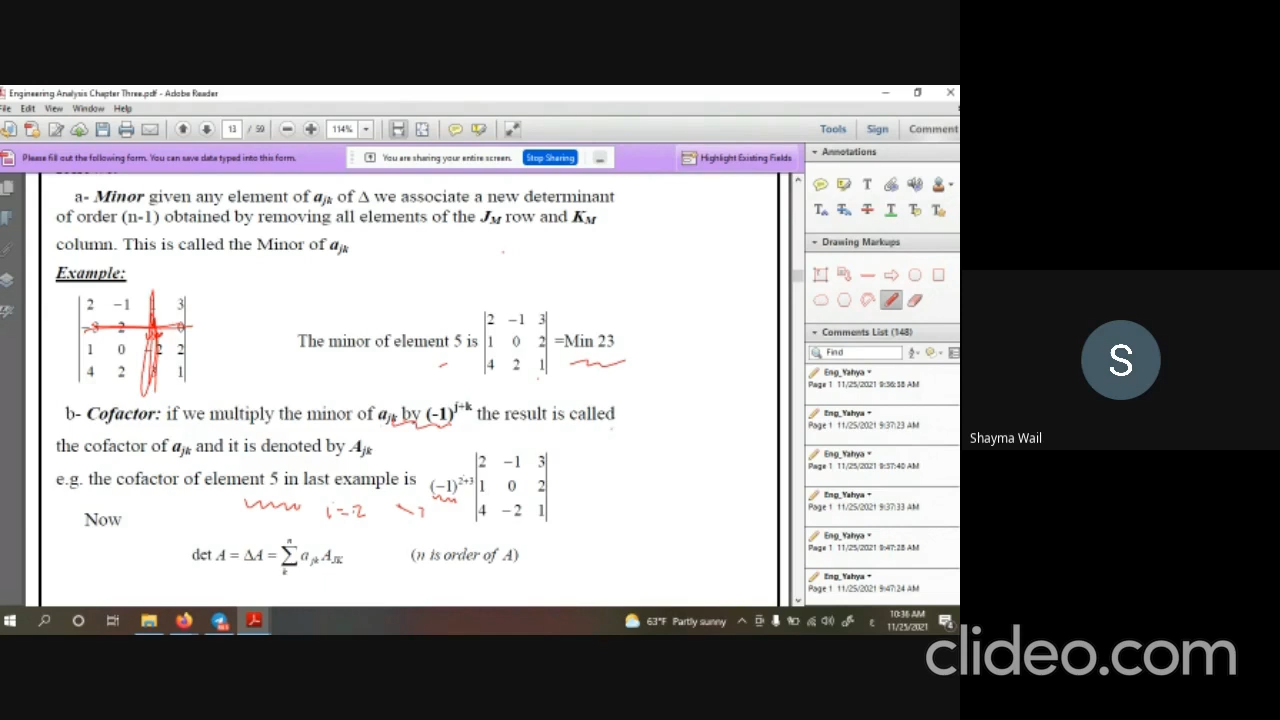 Engineering Analysis Chapter Three.pdf - Adobe Reader
File Edit View Window Help
13 / 59 114% Tools Sign Comment
Please fill out the following form. You can save data typed into this form.
You are sharing your entire screen. Stop Sharing
Highlight Existing Fields
a- Minor given any element of a_jk of Δ we associate a new determinant
of order (n-1) obtained by removing all elements of the J_M row and K_M
column. This is called the Minor of a_jk
Example:
2 −1 3
2 0
1 0 2 2
4 2 1
The minor of element 5 is
2 −1 3
1 0 2
4 2 1
=Min 23
b- Cofactor: if we multiply the minor of a_jk by (-1)^j+k the result is called
the cofactor of a_jk and it is denoted by A_jk
e.g. the cofactor of element 5 in last example is (−1)^2+3
2 −1 3
1 0 2
4 −2 1
i=2
Now
det A = ΔA = ∑ n k a_jk A_JK (n is order of A)
Annotations
Drawing Markups
Comments List (148)
Find
Eng_Yahya
Page 1 11/25/2021 9:36:38 AM
Eng_Yahya
Page 1 11/25/2021 9:37:23 AM
Eng_Yahya
Page 1 11/25/2021 9:37:40 AM
Eng_Yahya
Page 1 11/25/2021 9:37:33 AM
Eng_Yahya
Page 1 11/25/2021 9:47:28 AM
Eng_Yahya
Page 1 11/25/2021 9:47:24 AM
63°F Partly sunny
10:36 AM
11/25/2021
S
Shayma Wail
clideo.com